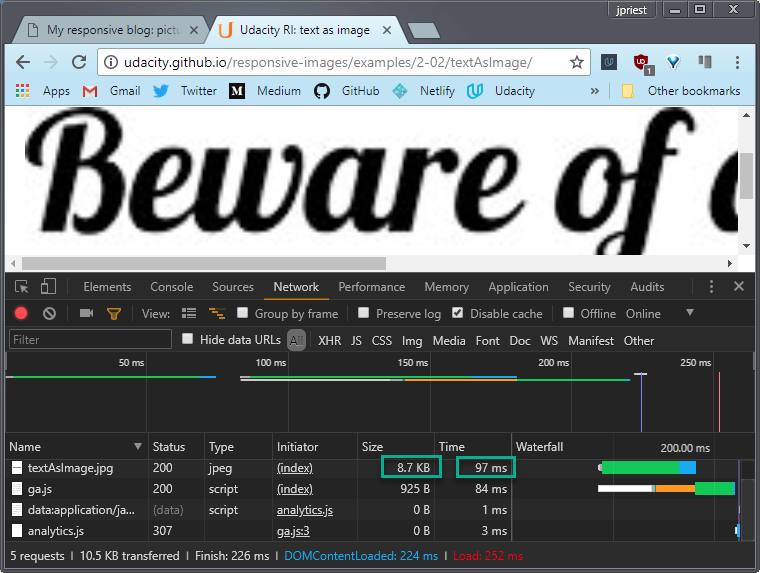 jpriest
My responsive blog: pictu
Udacity RI: text as image
udacity.github.io/responsive-images/examples/2-02/textAsImage/
Apps Gmail Twitter Medium GitHub Netlify Udacity » Other bookmarks
Beware of
Elements Console Sources Network Performance Memory Application Security Audits
View: Group by frame Preserve log Disable cache Offline Online
Filter Hide data URLs All XHR JS CSS Img Media Font Doc WS Manifest Other
50 ms 100 ms 150 ms 200 ms 250 ms
Name Status Type Initiator Size Time Waterfall 200.00 ms
textAsImage.jpg 200 jpeg (index) 8.7 KB 97 ms
ga.js 200 script (index) 925 B 84 ms
data:application/ja... (data) script analytics.js 0 B 1 ms
analytics.js 307 ga.js:3 0 B 3 ms
5 requests | 10.5 KB transferred | Finish: 226 ms | DOMContentLoaded: 224 ms | Load: 252 ms